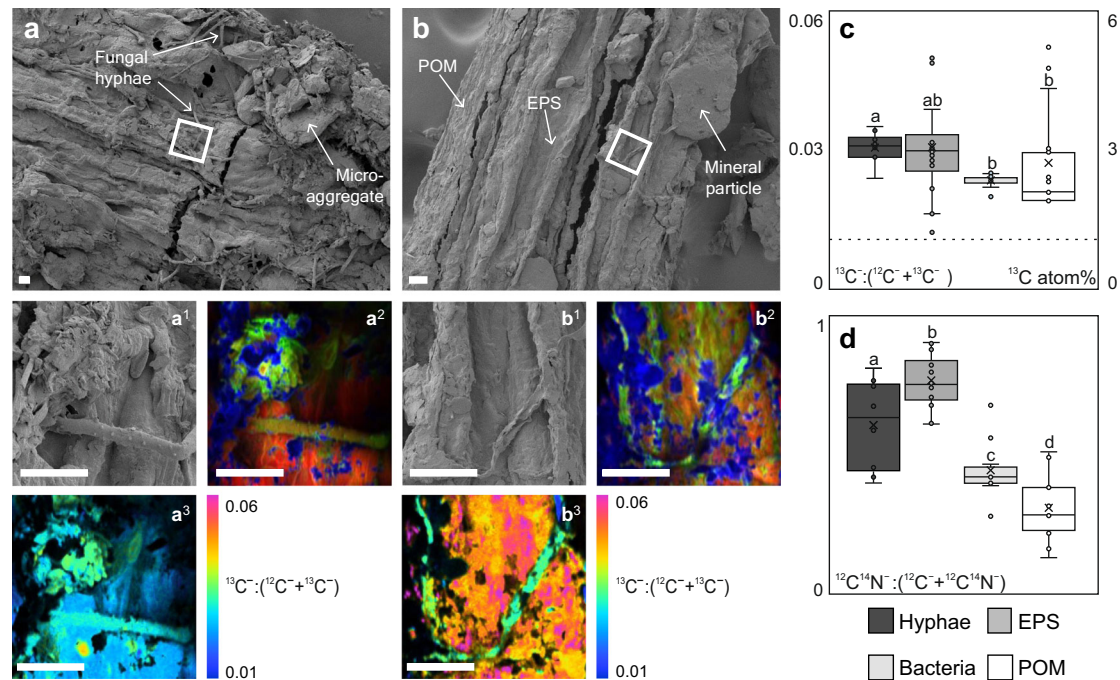 a
Fungal
hyphae
Micro-
aggregate
b
POM
EPS
Mineral
particle
a¹
a²
b¹
b²
a³
0.06
¹³C⁻:(¹²C⁻+¹³C⁻)
0.01
b³
0.06
¹³C⁻:(¹²C⁻+¹³C⁻)
0.01
0.06
c
6
a
ab
b
b
0.03
3
¹³C⁻:(¹²C⁻+¹³C⁻ )
¹³C atom%
0
0
1
d
a
b
c
d
¹²C¹⁴N⁻:(¹²C⁻+¹²C¹⁴N⁻)
0
Hyphae
EPS
Bacteria
POM